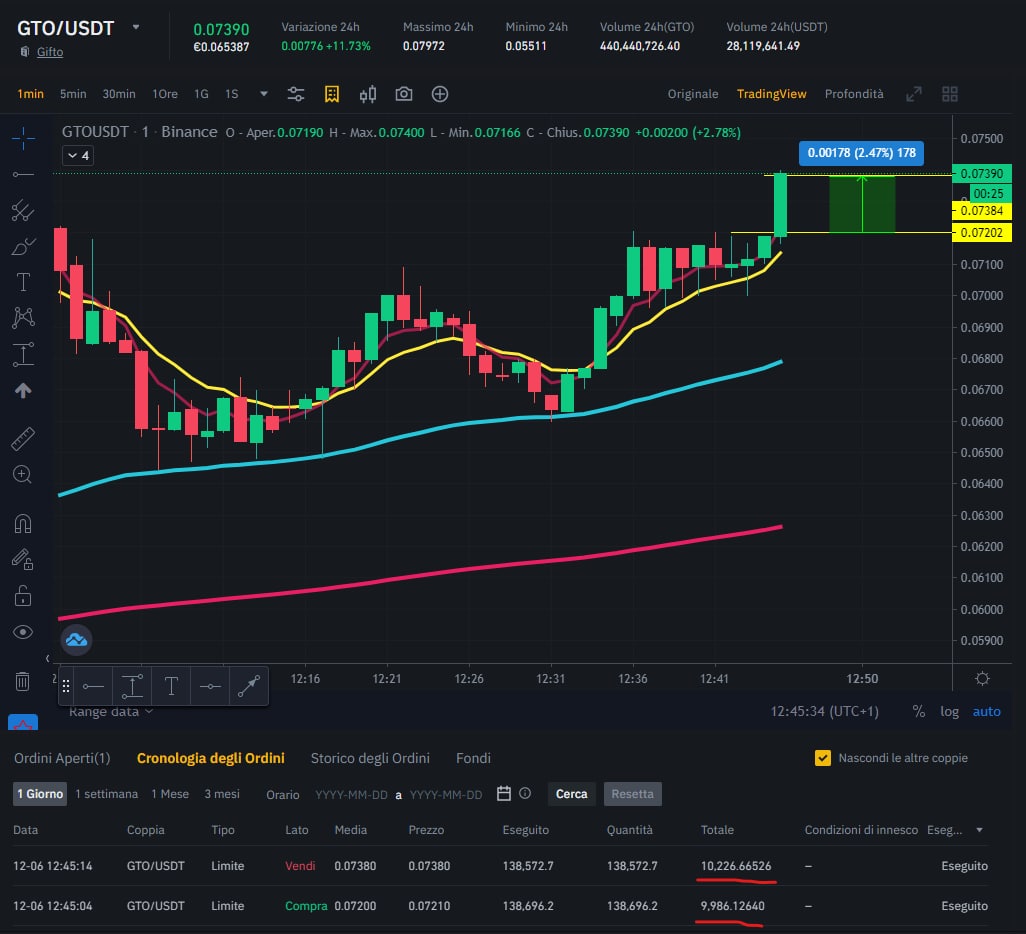 GTO/USDT
Gifto
0.07390
€0.065387
Variazione 24h
0.00776 +11.73%
Massimo 24h
0.07972
Minimo 24h
0.05511
Volume 24h(GTO)
440,440,726.40
Volume 24h(USDT)
28,119,641.49
1min 5min 30min 1Ore 1G 1S
Originale TradingView Profondità
GTOUSDT · 1 · Binance O - Aper.0.07190 H - Max.0.07400 L - Min.0.07166 C - Chius.0.07390 +0.00200 (+2.78%)
4
0.00178 (2.47%) 178
0.07500
0.07390
00:25
0.07384
0.07202
0.07100
0.07000
0.06900
0.06800
0.06700
0.06600
0.06500
0.06400
0.06300
0.06200
0.06100
0.06000
0.05900
12:16 12:21 12:26 12:31 12:36 12:41 12:50
Range data
12:45:34 (UTC+1) % log auto
Ordini Aperti(1) Cronologia degli Ordini Storico degli Ordini Fondi Nascondi le altre coppie
1 Giorno 1 settimana 1 Mese 3 mesi Orario YYYY-MM-DD a YYYY-MM-DD Cerca Resetta
Data Coppia Tipo Lato Media Prezzo Eseguito Quantità Totale Condizioni di innesco Eseg...
12-06 12:45:14 GTO/USDT Limite Vendi 0.07380 0.07380 138,572.7 138,572.7 10,226.66526 – Eseguito
12-06 12:45:04 GTO/USDT Limite Compra 0.07200 0.07210 138,696.2 138,696.2 9,986.12640 – Eseguito